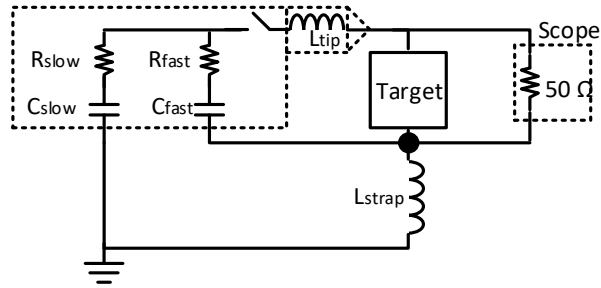 Scope
Ltip
Rslow
Rfast
50 Ω
Cslow
Cfast
Target
Lstrap